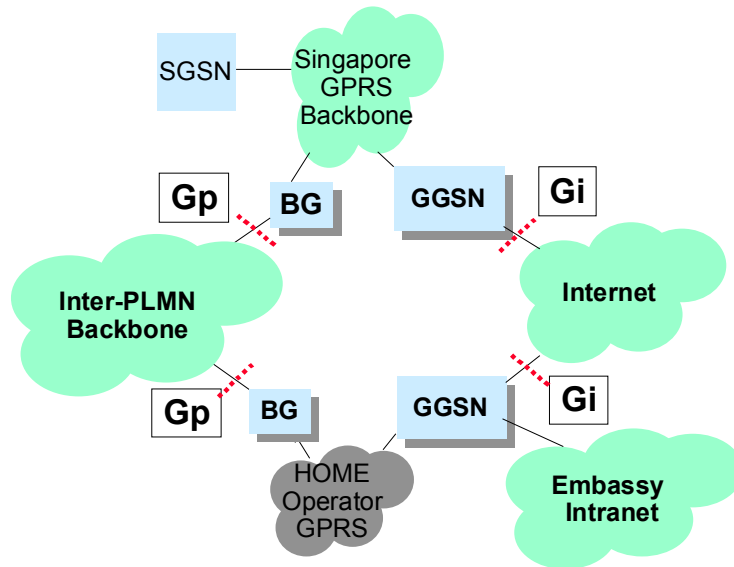 SGSN
Singapore
GPRS
Backbone
Gp
BG
GGSN
Gi
Inter-PLMN
Backbone
Internet
Gp
BG
GGSN
Gi
HOME
Operator
GPRS
Embassy
Intranet